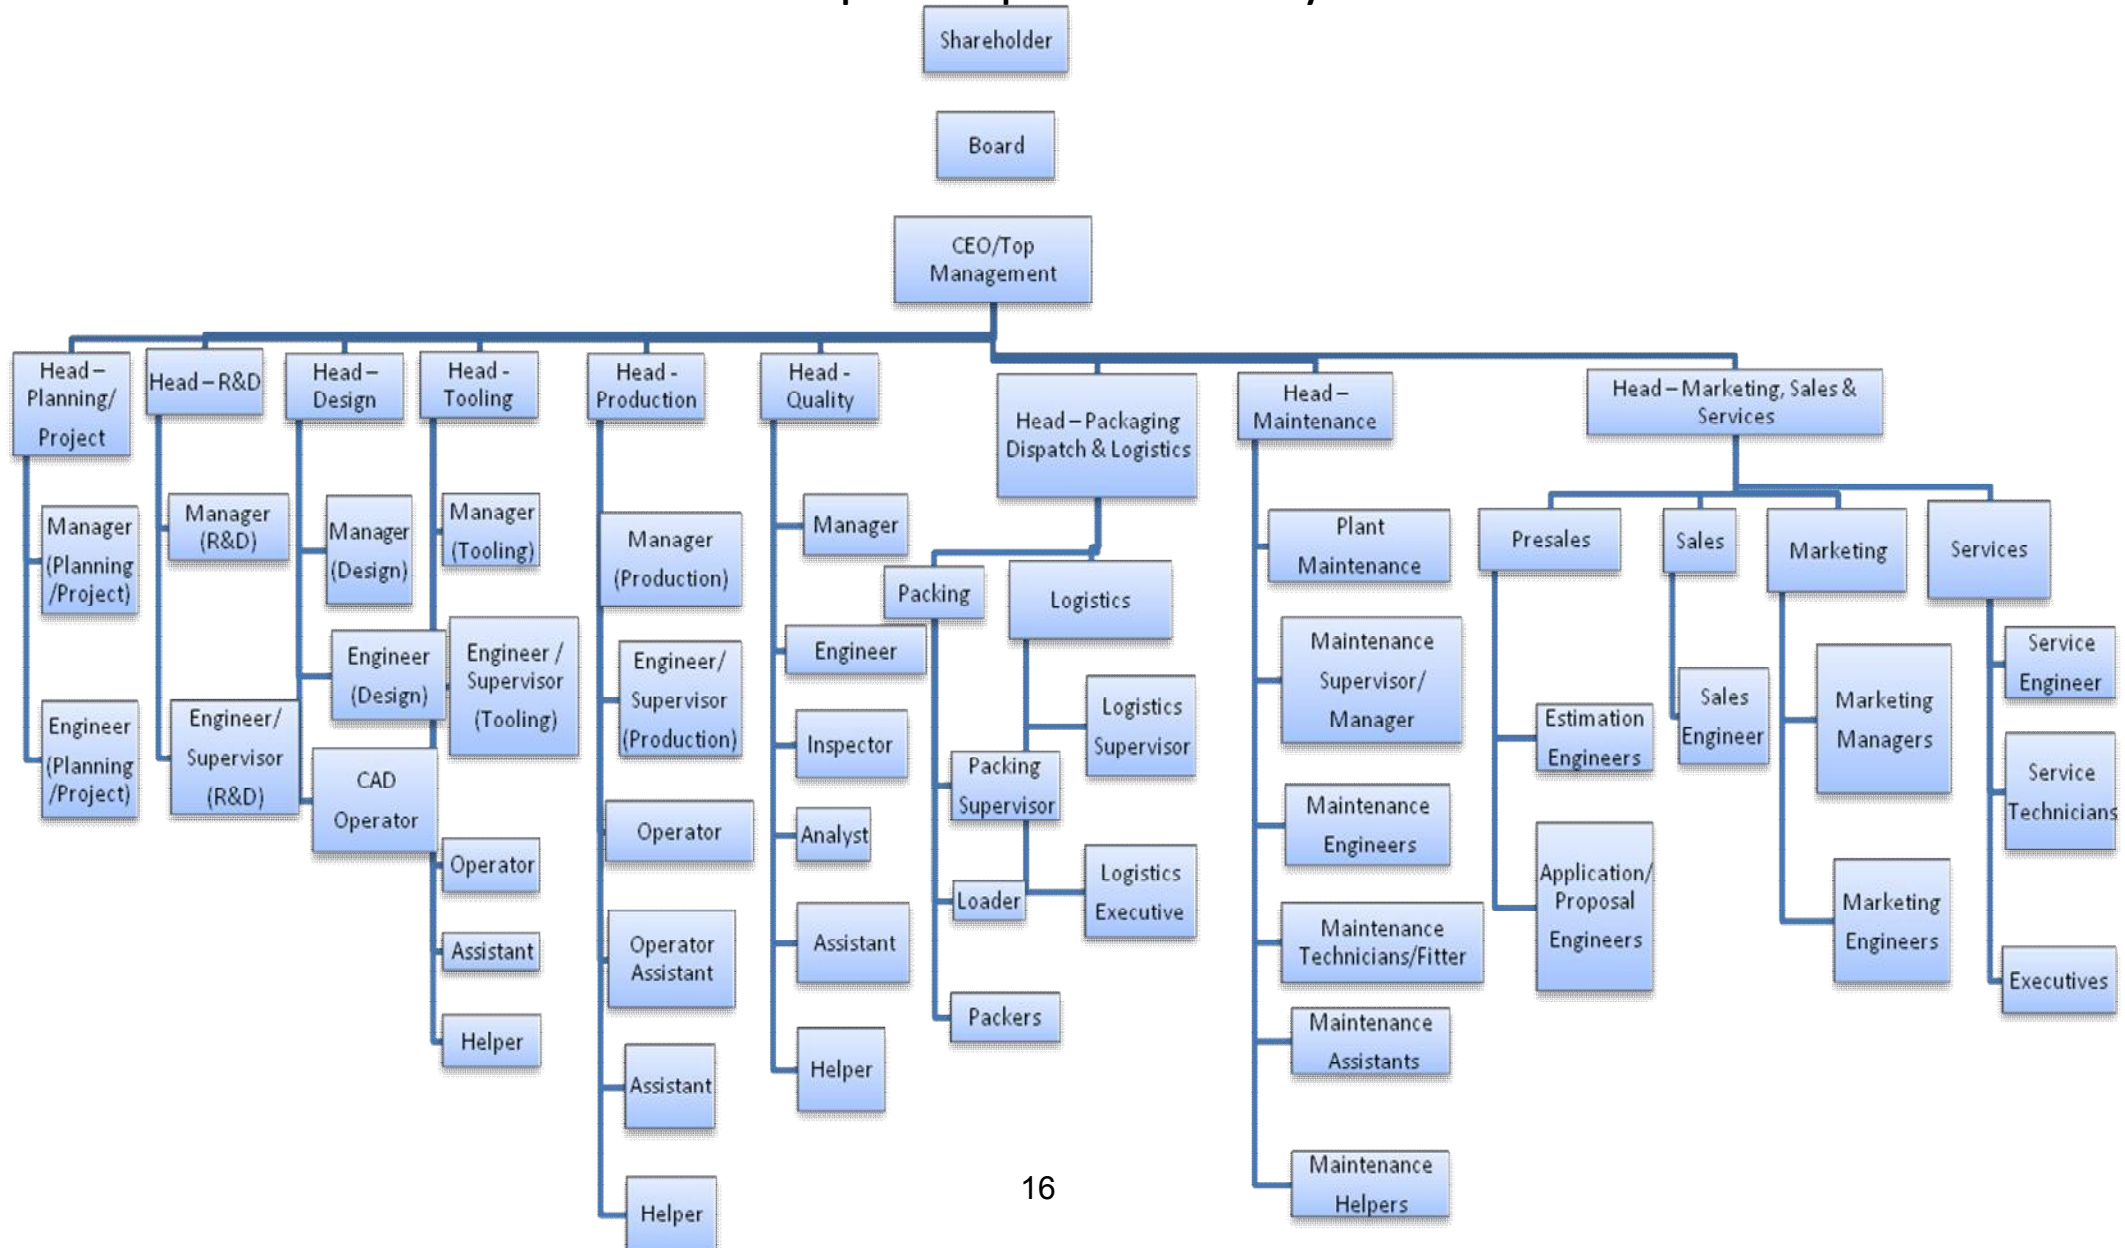 Shareholder
Board
CEO/Top
Management
Head –
Planning/
Project
Head – R&D
Head –
Design
Head -
Tooling
Head -
Production
Head -
Quality
Head – Packaging
Dispatch & Logistics
Head –
Maintenance
Head – Marketing, Sales &
Services
Manager
(Planning
/Project)
Engineer
(Planning
/Project)
Manager
(R&D)
Engineer/
Supervisor
(R&D)
Manager
(Design)
Engineer
(Design)
CAD
Operator
Manager
(Tooling)
Engineer /
Supervisor
(Tooling)
Operator
Assistant
Helper
Manager
(Production)
Engineer/
Supervisor
(Production)
Operator
Operator
Assistant
Assistant
Helper
Manager
Engineer
Inspector
Analyst
Assistant
Helper
Packing
Packing
Supervisor
Loader
Packers
Logistics
Logistics
Supervisor
Logistics
Executive
Plant
Maintenance
Maintenance
Supervisor/
Manager
Maintenance
Engineers
Maintenance
Technicians/Fitter
Maintenance
Assistants
Maintenance
Helpers
Presales
Estimation
Engineers
Application/
Proposal
Engineers
Sales
Sales
Engineer
Marketing
Marketing
Managers
Marketing
Engineers
Services
Service
Engineer
Service
Technicians
Executives
16